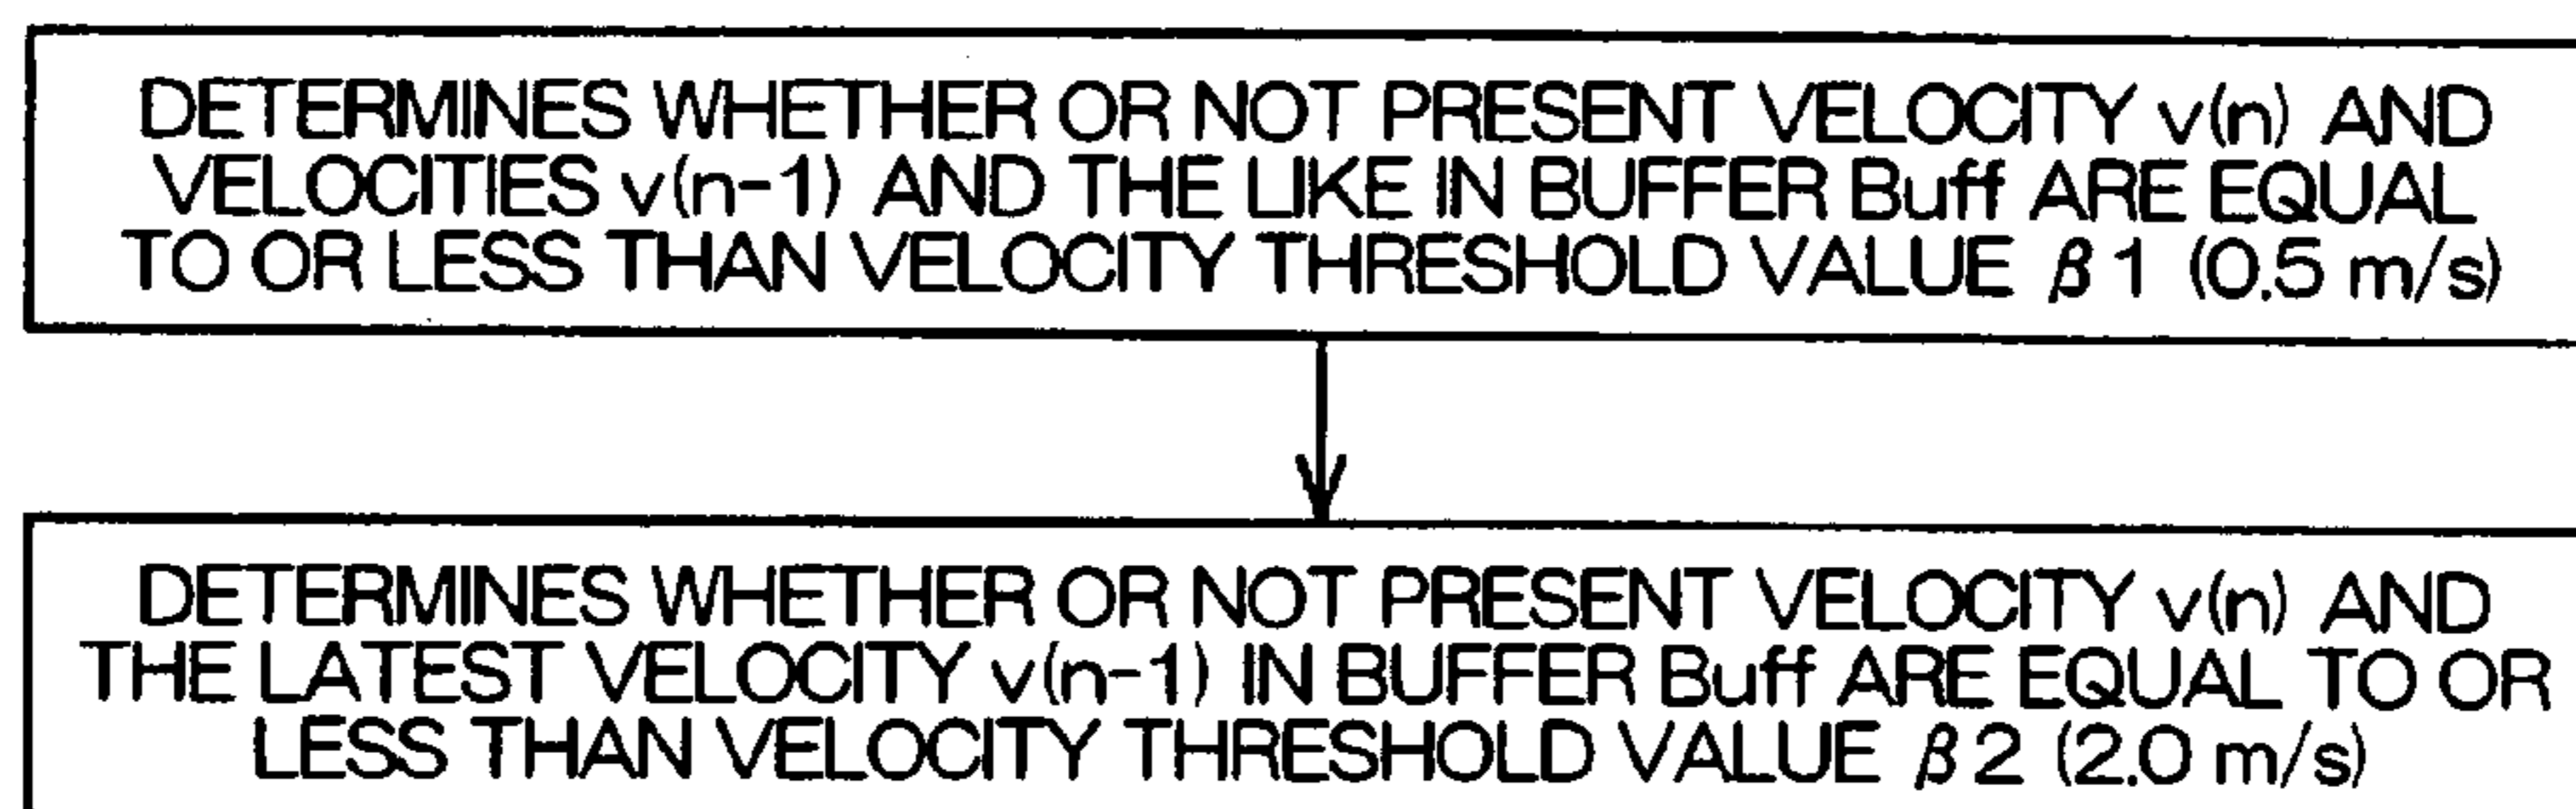 DETERMINES WHETHER OR NOT PRESENT VELOCITY v(n) AND
VELOCITIES v(n-1) AND THE LIKE IN BUFFER Buff ARE EQUAL
TO OR LESS THAN VELOCITY THRESHOLD VALUE β1 (0.5 m/s)
DETERMINES WHETHER OR NOT PRESENT VELOCITY v(n) AND
THE LATEST VELOCITY v(n-1) IN BUFFER Buff ARE EQUAL TO OR
LESS THAN VELOCITY THRESHOLD VALUE β2 (2.0 m/s)